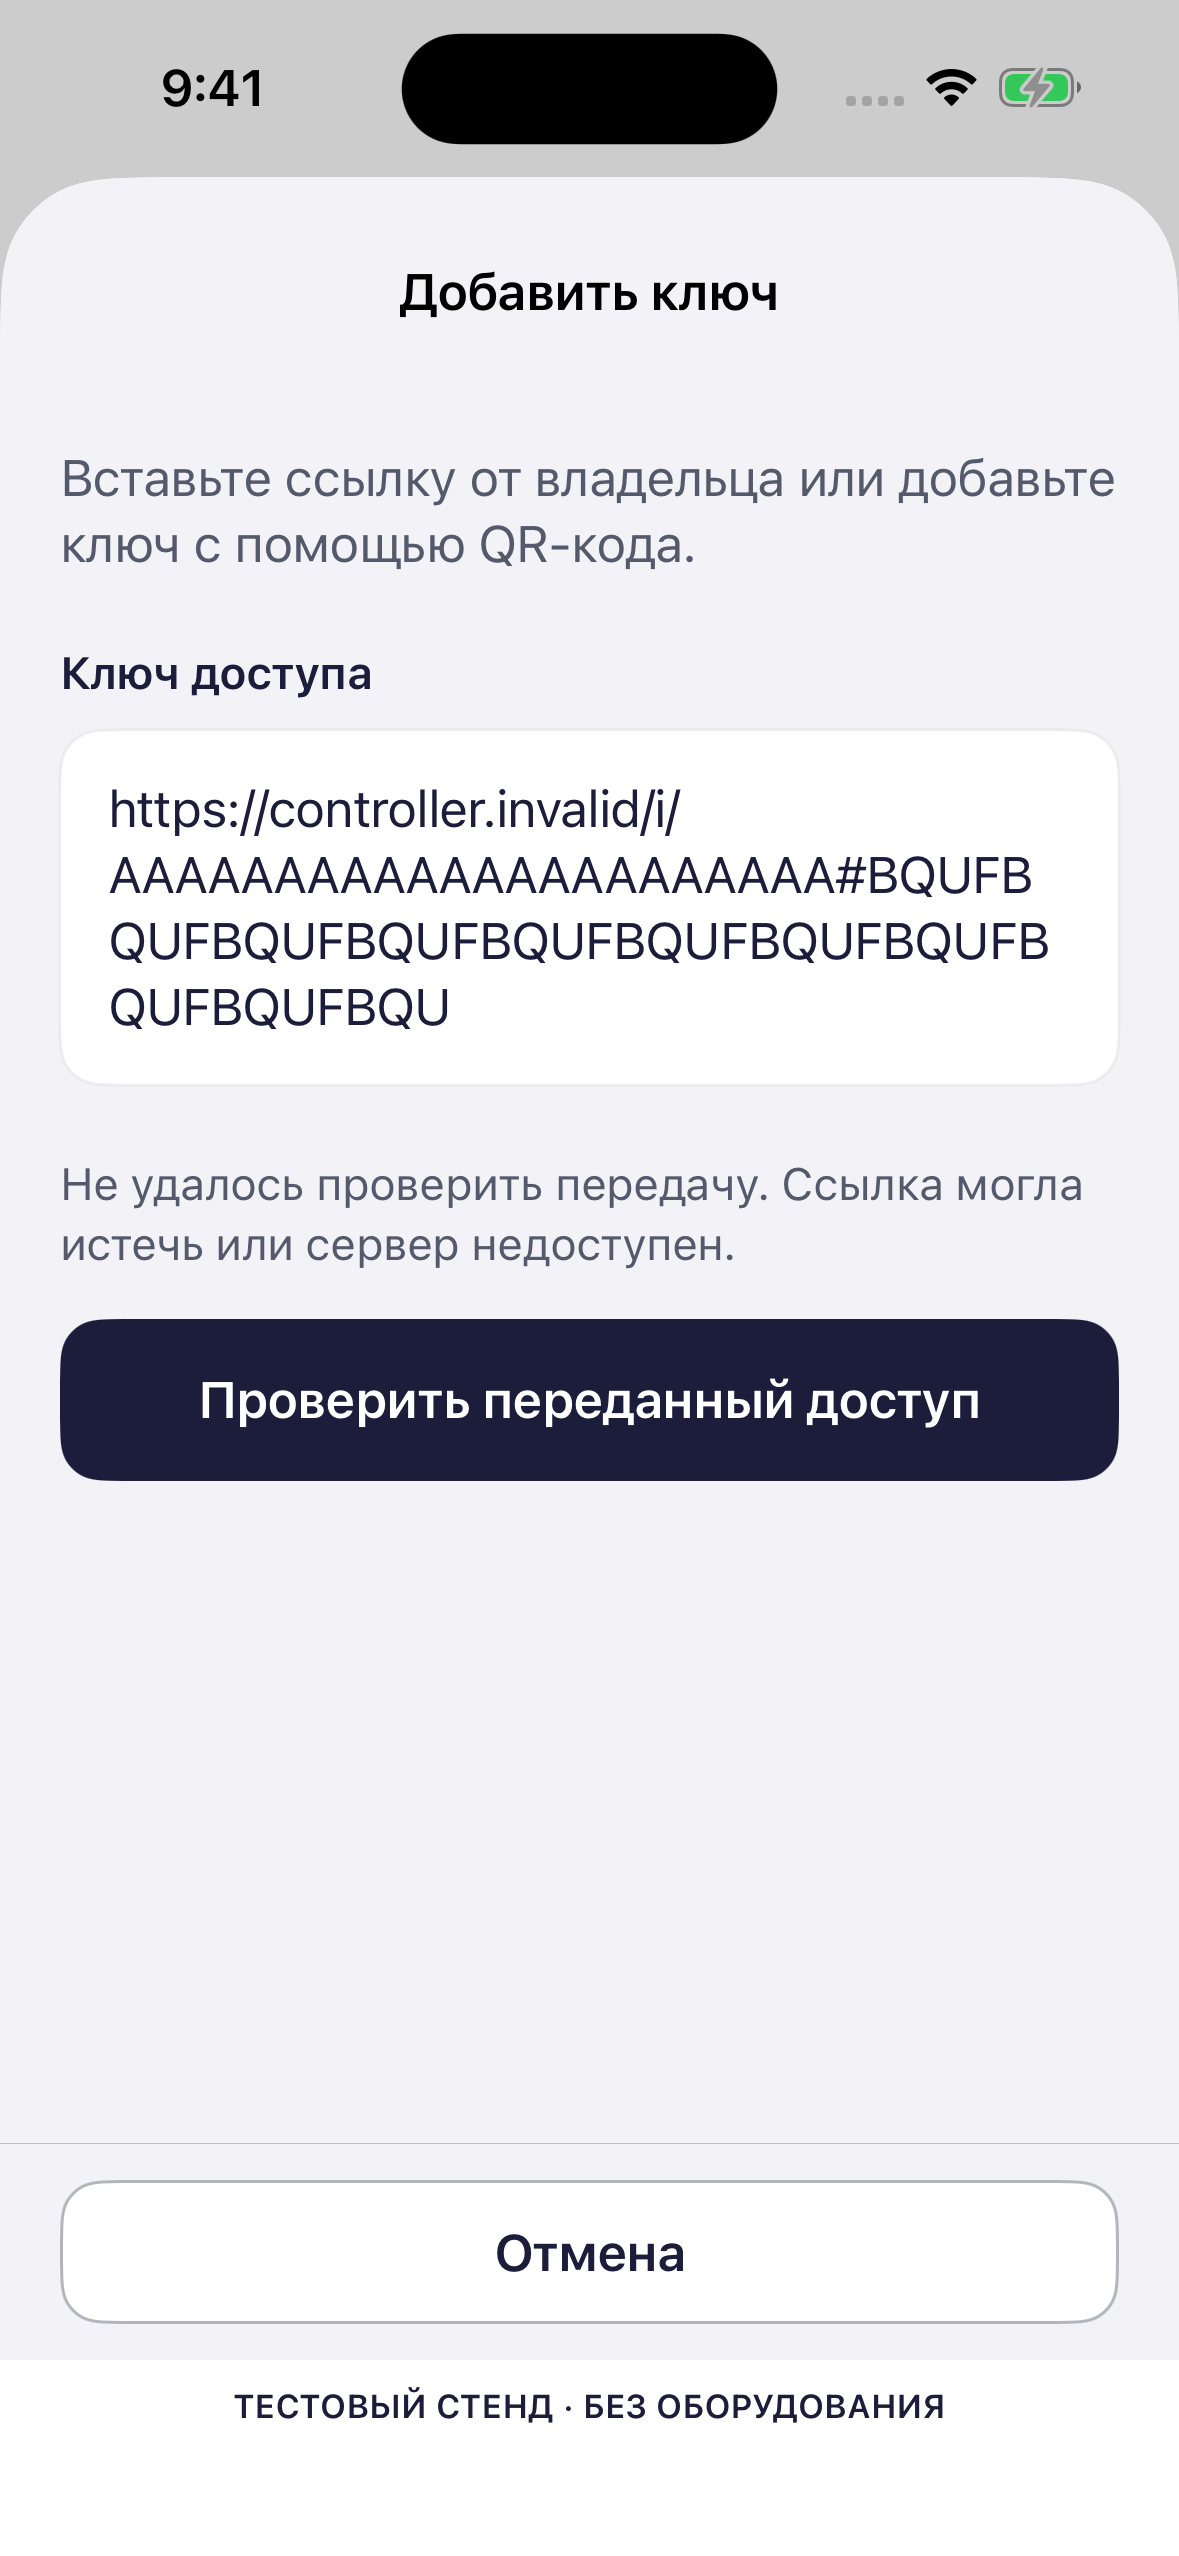 9:41
Добавить ключ
Вставьте ссылку от владельца или добавьте
ключ с помощью QR-кода.
Ключ доступа
https://controller.invalid/i/
AAAAAAAAAAAAAAAAAAAAAA#BQUFB
QUFBQUFBQUFBQUFBQUFBQUFBQUFB
QUFBQUFBQU
Не удалось проверить передачу. Ссылка могла
истечь или сервер недоступен.
Проверить переданный доступ
Отмена
ТЕСТОВЫЙ СТЕНД · БЕЗ ОБОРУДОВАНИЯ